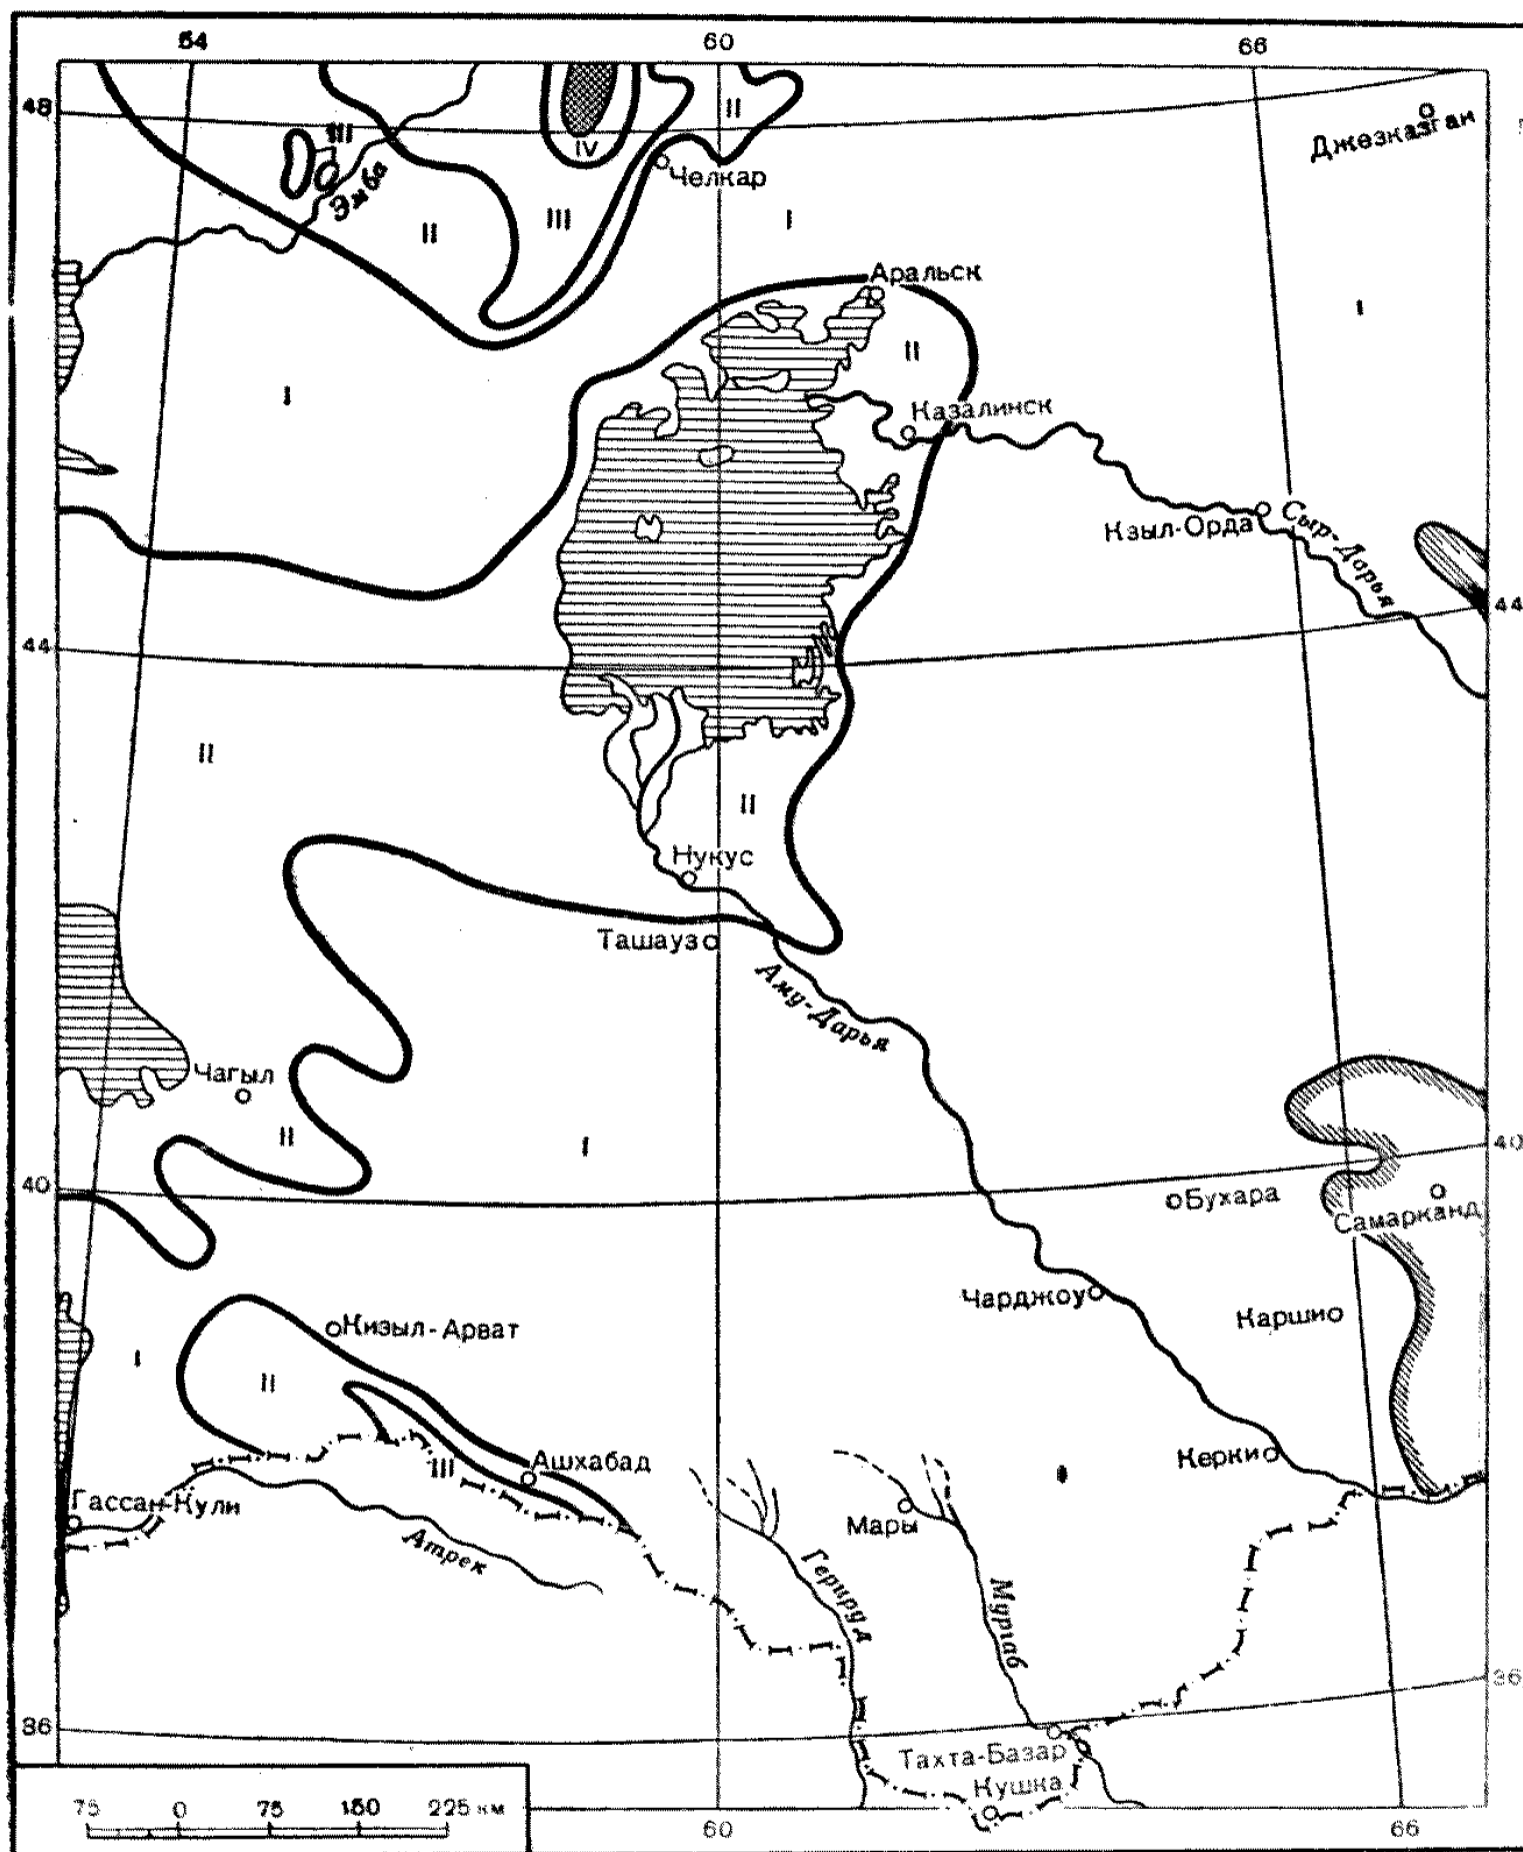 54 60 66
48
Джезказган
III
IV
II
Челкар
Эмба
II
III
I
Аральск
I
II
I
Казалинск
Кзыл-Орда
Сыр-Дарья
44
44
II
II
Нукус
Ташауз
Аму-Дарья
Чагыл
II
I
40
40
Бухара
Самарканд
Чарджоу
Каршио
Кизыл-Арват
I
II
III
Ашхабад
Керки
Гассан-Кули
Мары
I
Атрек
Герируд
Мургаб
36
36
Тахта-Базар
Кушка
75 0 75 150 225 км
60 66